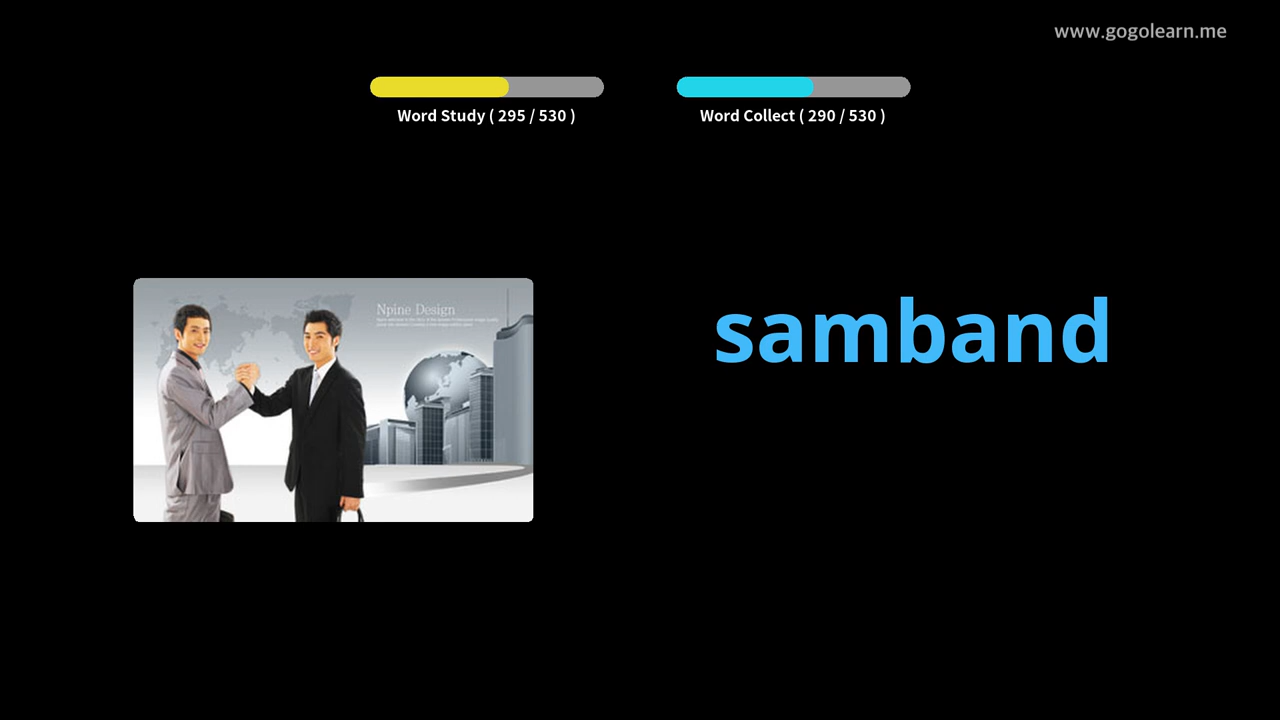 www.gogolearn.me
Word Study ( 295 / 530 )
Word Collect ( 290 / 530 )
Npine Design
samband